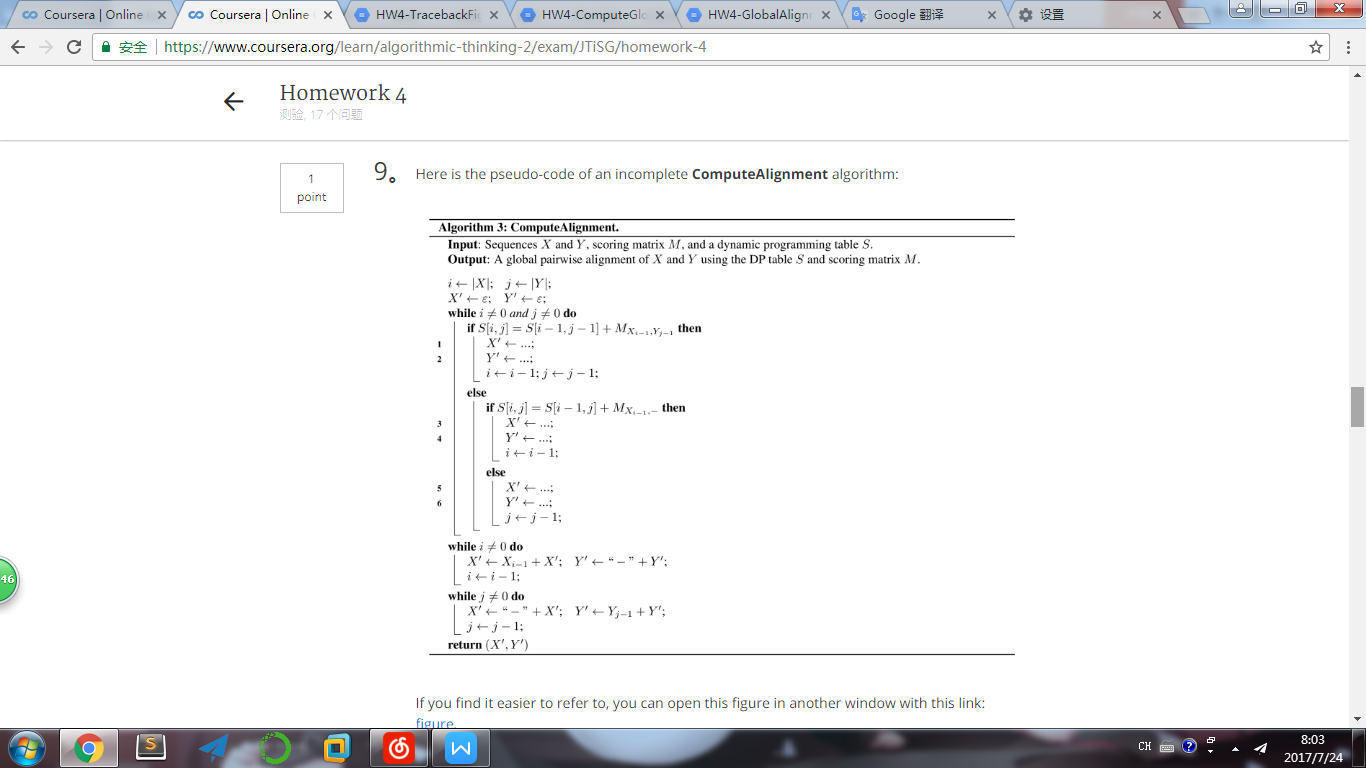 Coursera | Online
Coursera | Online
HW4-TracebackFi
HW4-ComputeGlo
HW4-GlobalAlignm
Google 翻译
设置
安全 https://www.coursera.org/learn/algorithmic-thinking-2/exam/JTiSG/homework-4
Homework 4
测验, 17 个问题
1
point
9。
Here is the pseudo-code of an incomplete ComputeAlignment algorithm:
Algorithm 3: ComputeAlignment.
Input: Sequences X and Y, scoring matrix M, and a dynamic programming table S.
Output: A global pairwise alignment of X and Y using the DP table S and scoring matrix M.
i ← |X|; j ← |Y|;
X′ ← ε; Y′ ← ε;
while i ≠ 0 and j ≠ 0 do
if S[i, j] = S[i − 1, j − 1] + M_{X_{i−1},Y_{j−1}} then
1 X′ ← ...;
2 Y′ ← ...;
i ← i − 1; j ← j − 1;
else
if S[i, j] = S[i − 1, j] + M_{X_{i−1},−} then
3 X′ ← ...;
4 Y′ ← ...;
i ← i − 1;
else
5 X′ ← ...;
6 Y′ ← ...;
j ← j − 1;
while i ≠ 0 do
X′ ← X_{i−1} + X′; Y′ ← “ − ” + Y′;
i ← i − 1;
while j ≠ 0 do
X′ ← “ − ” + X′; Y′ ← Y_{j−1} + Y′;
j ← j − 1;
return (X′, Y′)
If you find it easier to refer to, you can open this figure in another window with this link:
figure.
46
CH
8:03
2017/7/24